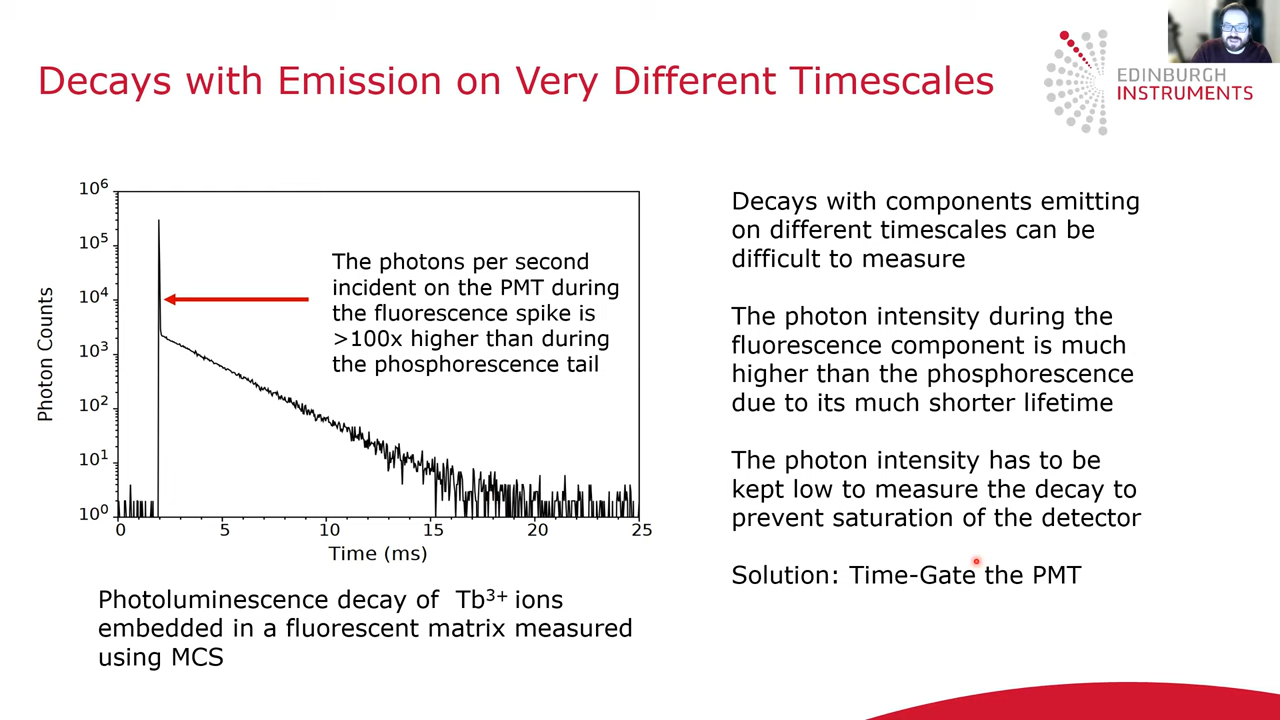 Decays with Emission on Very Different Timescales
EDINBURGH
INSTRUMENTS
10⁶
10⁵
10⁴
10³
10²
10¹
10⁰
Photon Counts
The photons per second
incident on the PMT during
the fluorescence spike is
>100x higher than during
the phosphorescence tail
0 5 10 15 20 25
Time (ms)
Photoluminescence decay of Tb³⁺ ions
embedded in a fluorescent matrix measured
using MCS
Decays with components emitting
on different timescales can be
difficult to measure
The photon intensity during the
fluorescence component is much
higher than the phosphorescence
due to its much shorter lifetime
The photon intensity has to be
kept low to measure the decay to
prevent saturation of the detector
Solution: Time-Gate the PMT